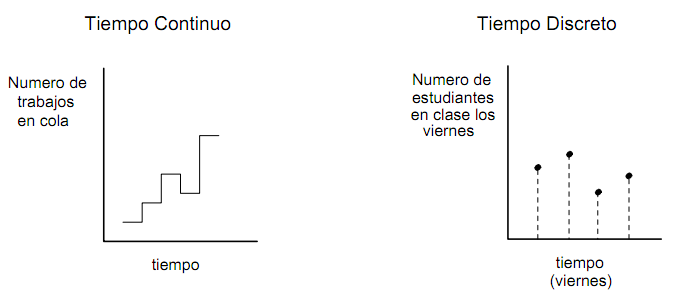 Tiempo Continuo
Numero de
trabajos
en cola
tiempo
Tiempo Discreto
Numero de
estudiantes
en clase los
viernes
tiempo
(viernes)